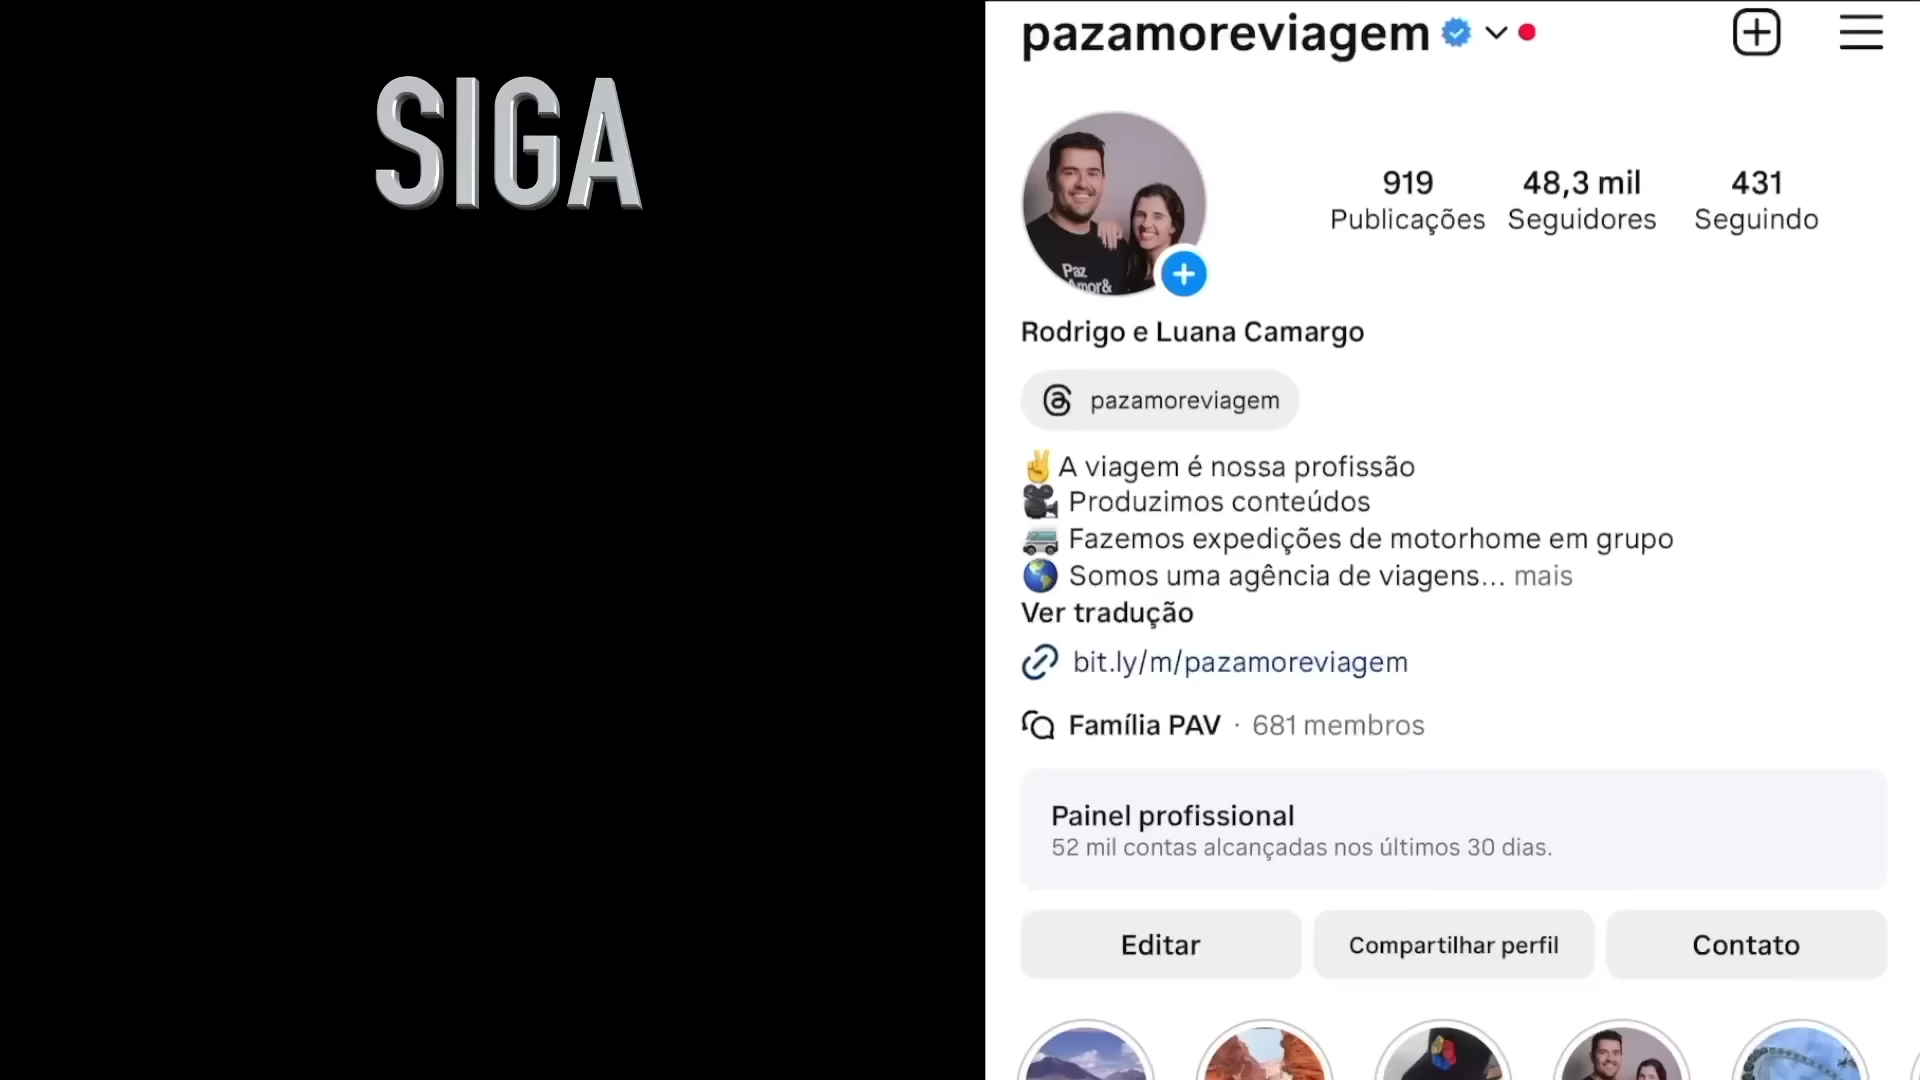 SIGA
pazamoreviagem
919
Publicações
48,3 mil
Seguidores
431
Seguindo
Paz
Amor&
Rodrigo e Luana Camargo
pazamoreviagem
✌️A viagem é nossa profissão
🎥 Produzimos conteúdos
🚐 Fazemos expedições de motorhome em grupo
🌎 Somos uma agência de viagens... mais
Ver tradução
bit.ly/m/pazamoreviagem
Família PAV · 681 membros
Painel profissional
52 mil contas alcançadas nos últimos 30 dias.
Editar
Compartilhar perfil
Contato